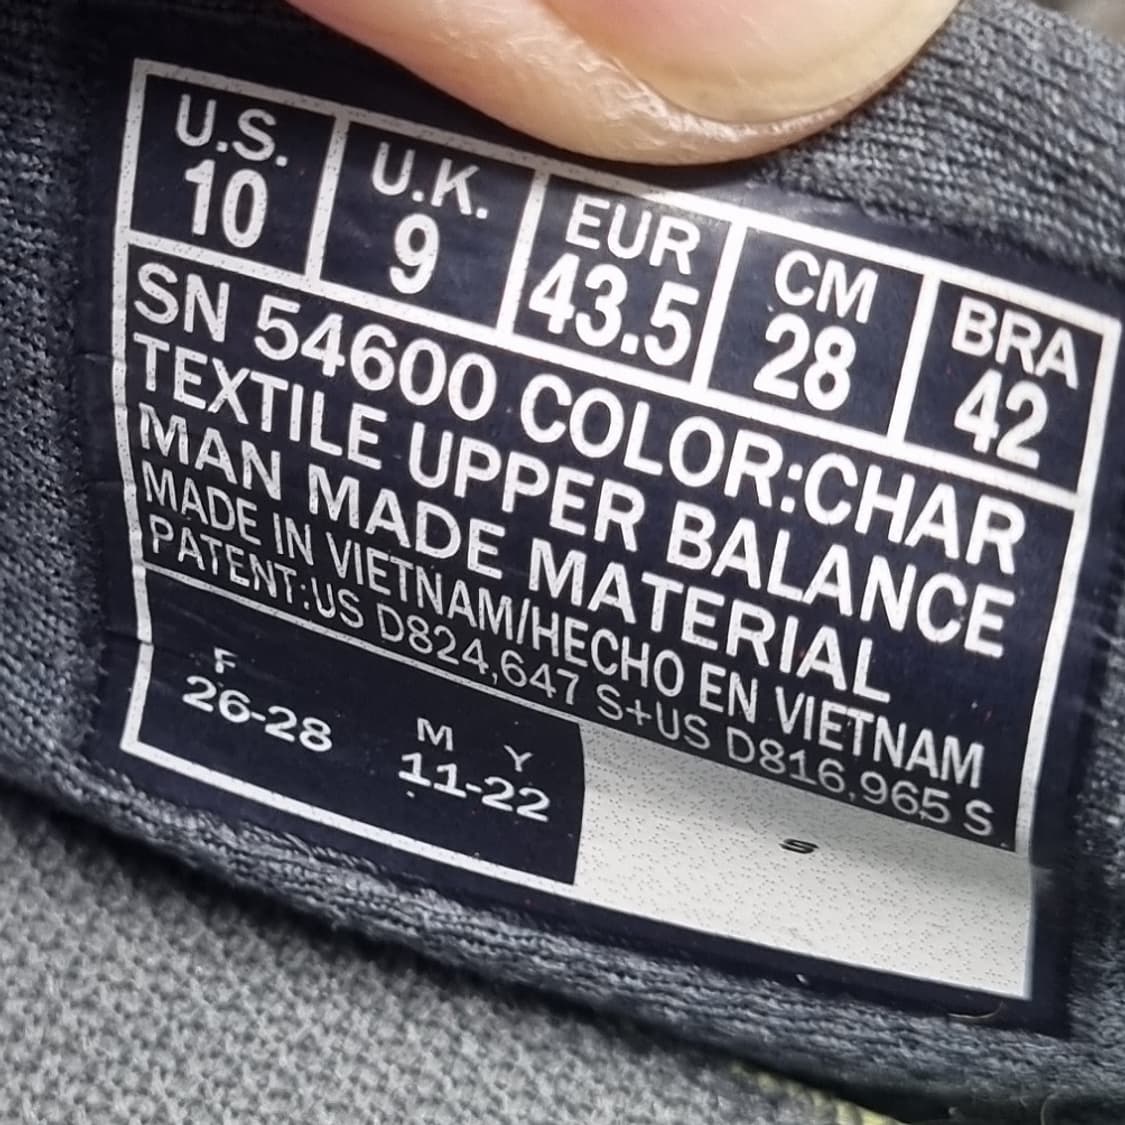 U.S. U.K. EUR CM BRA
10 9 43.5 28 42
SN 54600 COLOR:CHAR
TEXTILE UPPER BALANCE
MAN MADE MATERIAL
MADE IN VIETNAM/HECHO EN VIETNAM
PATENT:US D824,647 S+US D816,965 S
F M Y
26-28 11-22
S